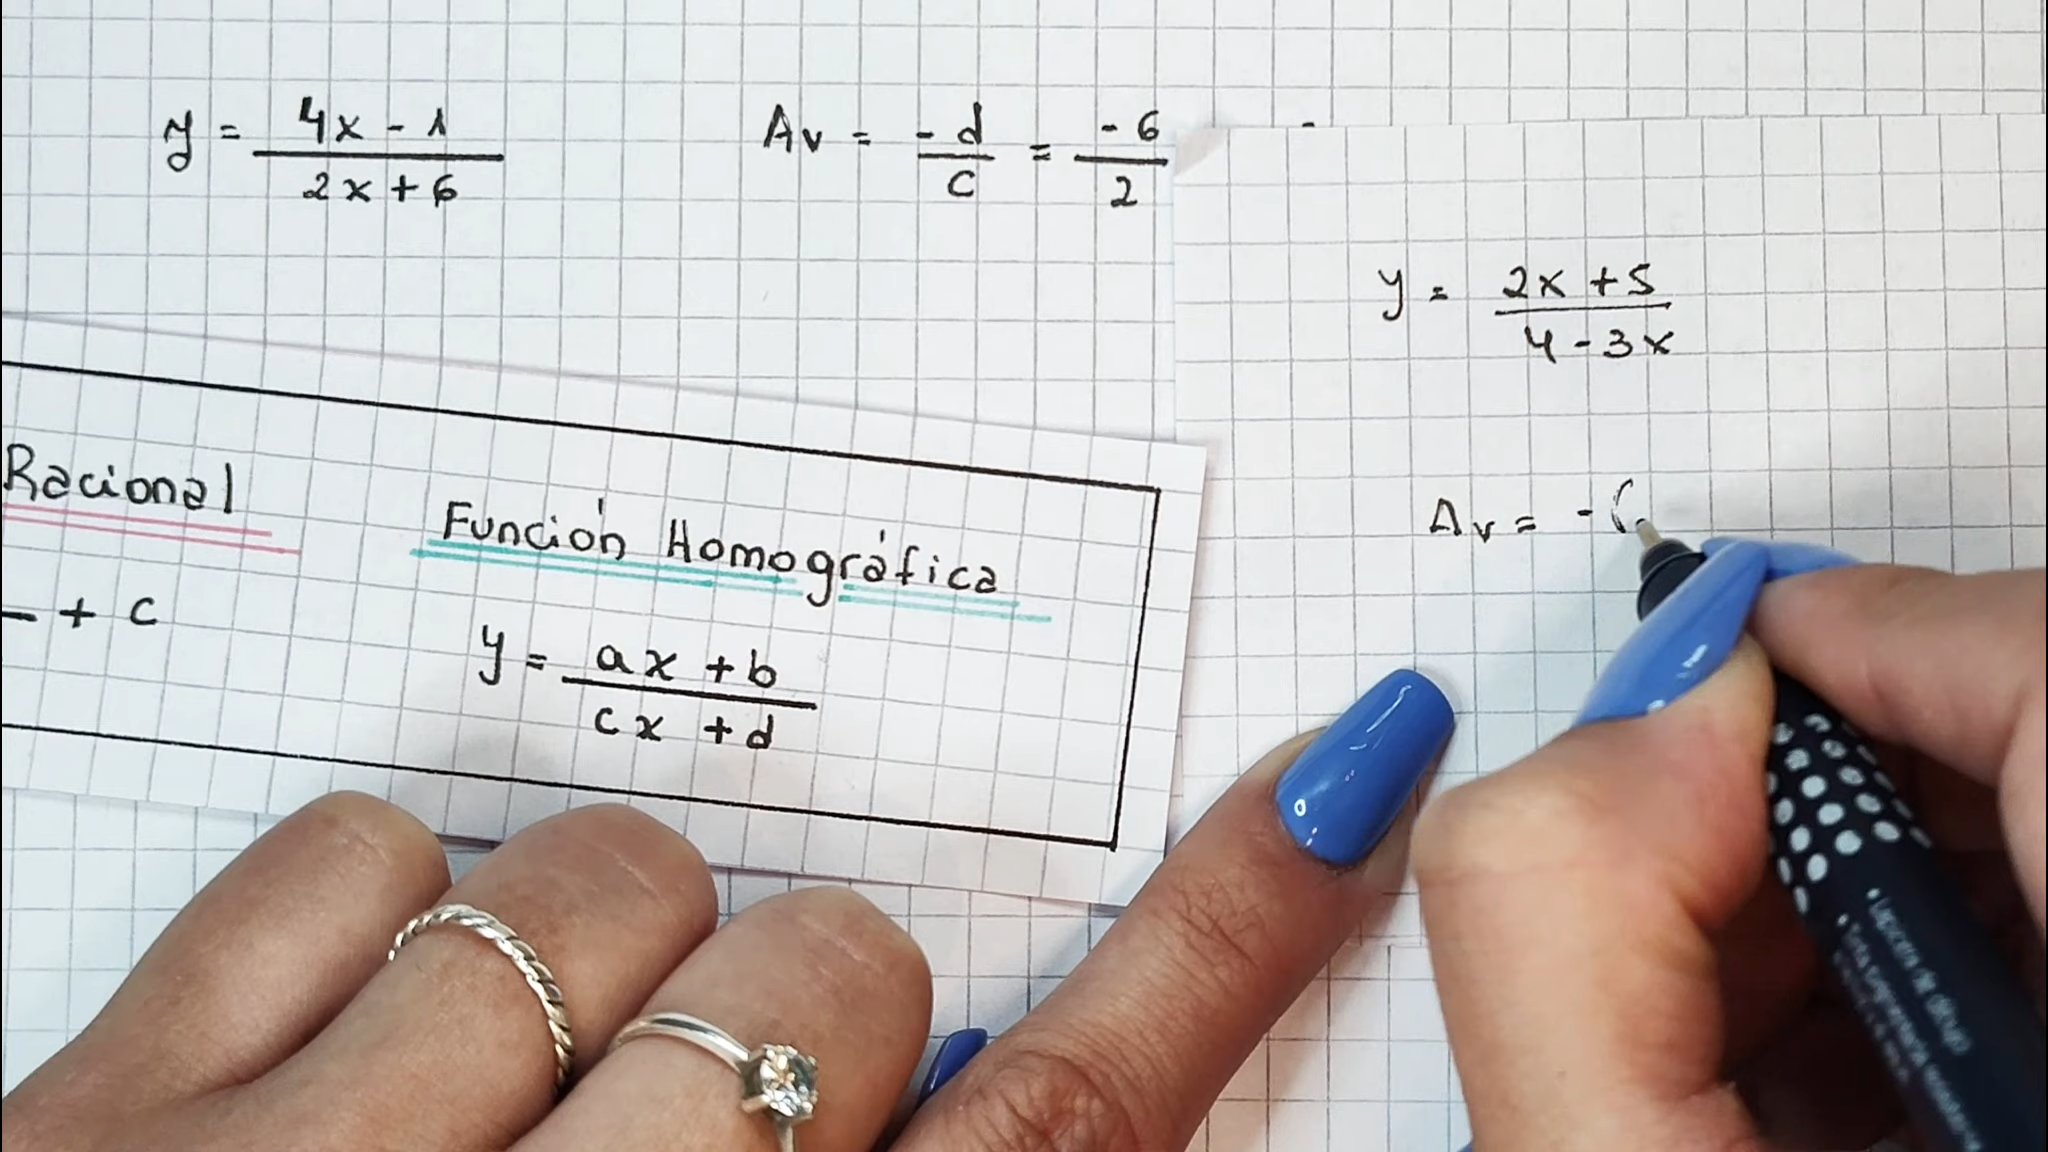 y = 4x - 1 / 2x + 6
Av = - d / c = - 6 / 2
-
y = 2x + 5 / 4 - 3x
Av = - (
Racional
+ c
Función Homográfica
y = ax + b / cx + d